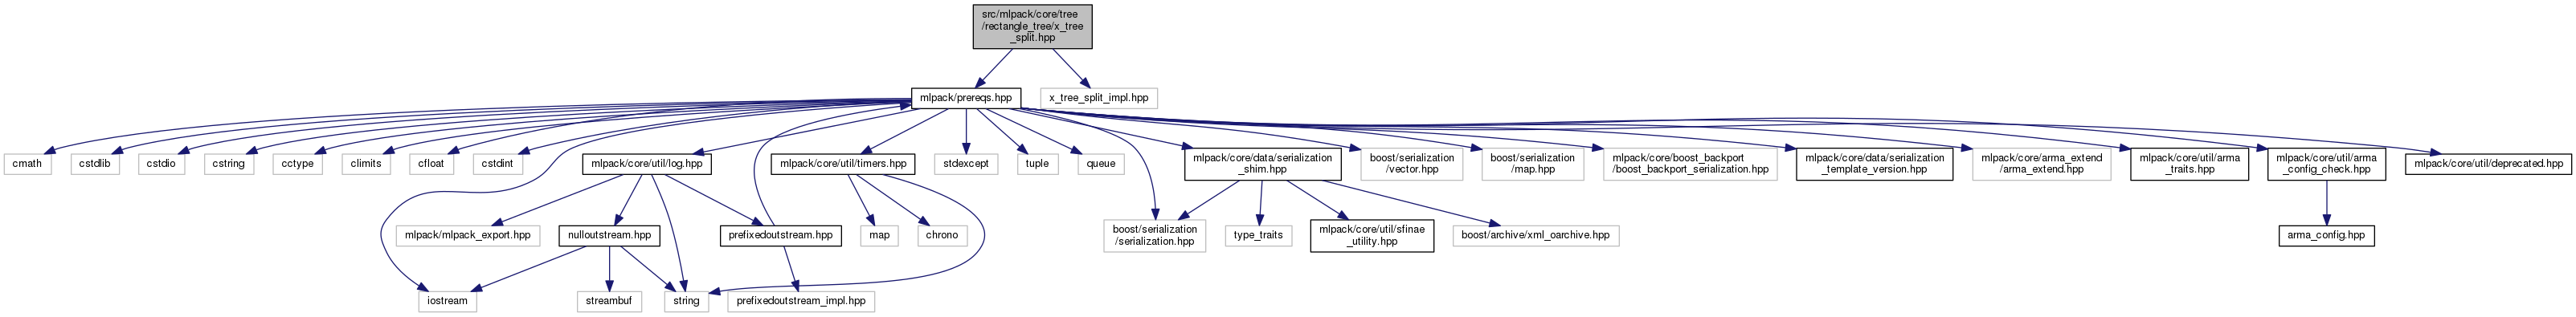 src/mlpack/core/tree
/rectangle_tree/x_tree
_split.hpp
mlpack/prereqs.hpp
x_tree_split_impl.hpp
cmath
cstdlib
cstdio
cstring
cctype
climits
cfloat
cstdint
mlpack/core/util/log.hpp
mlpack/core/util/timers.hpp
stdexcept
tuple
queue
mlpack/core/data/serialization
_shim.hpp
boost/serialization
/vector.hpp
boost/serialization
/map.hpp
mlpack/core/boost_backport
/boost_backport_serialization.hpp
mlpack/core/data/serialization
_template_version.hpp
mlpack/core/arma_extend
/arma_extend.hpp
mlpack/core/util/arma
_traits.hpp
mlpack/core/util/arma
_config_check.hpp
mlpack/core/util/deprecated.hpp
mlpack/mlpack_export.hpp
nulloutstream.hpp
prefixedoutstream.hpp
map
chrono
boost/serialization
/serialization.hpp
type_traits
mlpack/core/util/sfinae
_utility.hpp
boost/archive/xml_oarchive.hpp
arma_config.hpp
iostream
streambuf
string
prefixedoutstream_impl.hpp